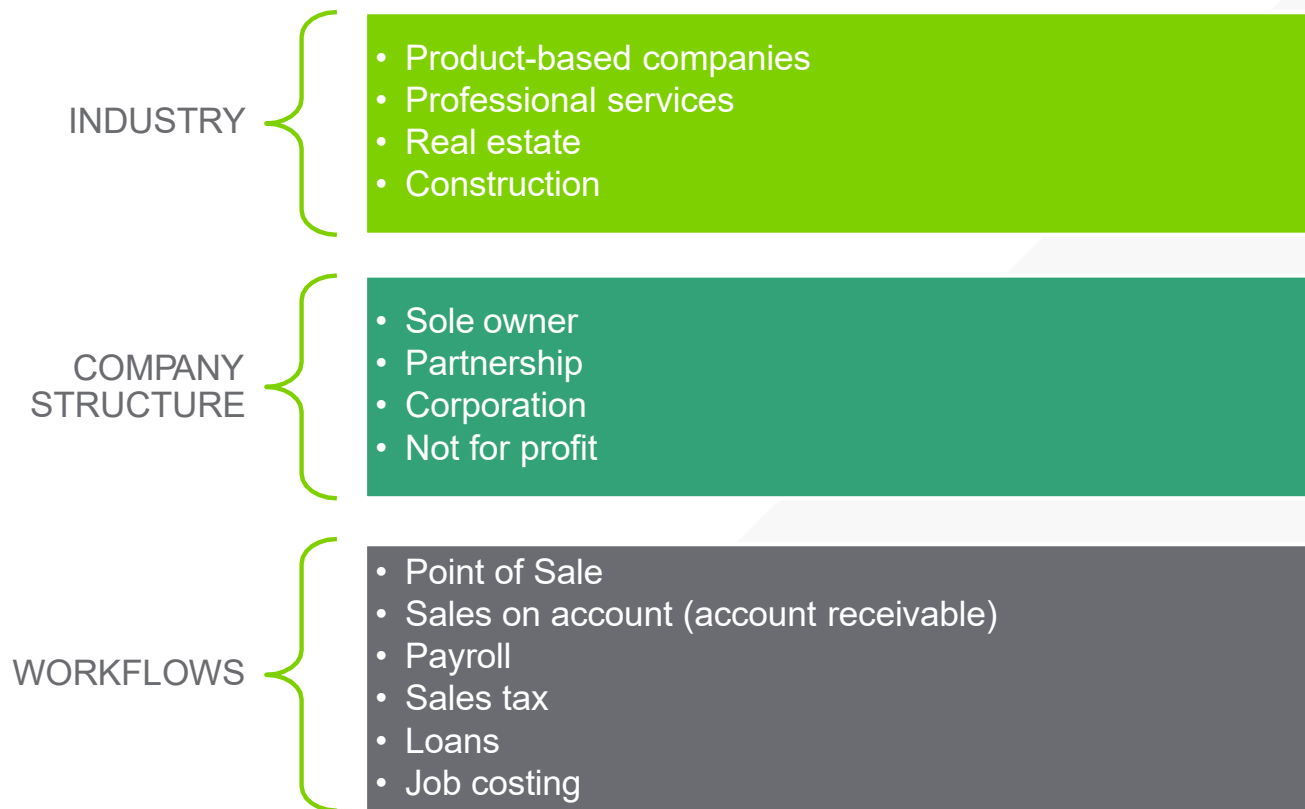 INDUSTRY
• Product-based companies
• Professional services
• Real estate
• Construction
COMPANY
STRUCTURE
• Sole owner
• Partnership
• Corporation
• Not for profit
WORKFLOWS
• Point of Sale
• Sales on account (account receivable)
• Payroll
• Sales tax
• Loans
• Job costing